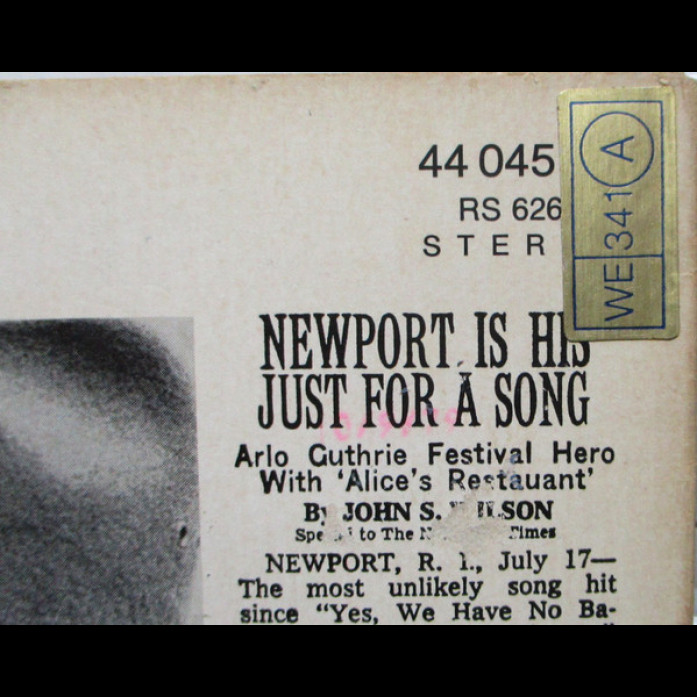 44 045
RS 626
STER
WE 341 A
NEWPORT IS HIS
JUST FOR A SONG
Arlo Guthrie Festival Hero
With 'Alice's Restauant'
By JOHN S. SON
to The Times
NEWPORT, R. I., July 17—
The most unlikely song hit
since "Yes, We Have No Ba-